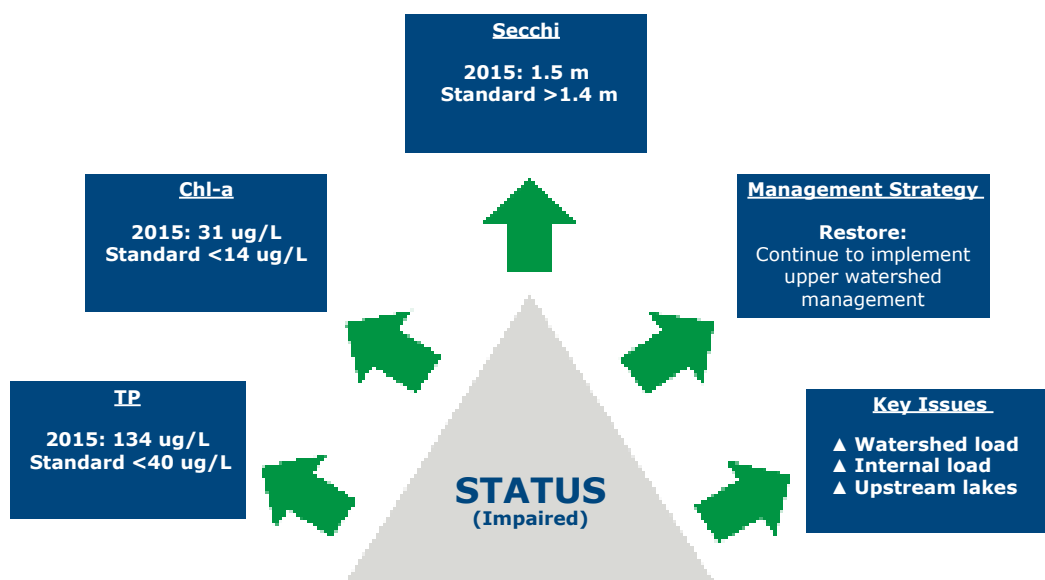 Secchi
2015: 1.5 m
Standard >1.4 m
Chl-a
2015: 31 ug/L
Standard <14 ug/L
Management Strategy
Restore:
Continue to implement
upper watershed
management
TP
2015: 134 ug/L
Standard <40 ug/L
Key Issues
▲ Watershed load
▲ Internal load
▲ Upstream lakes
STATUS
(Impaired)